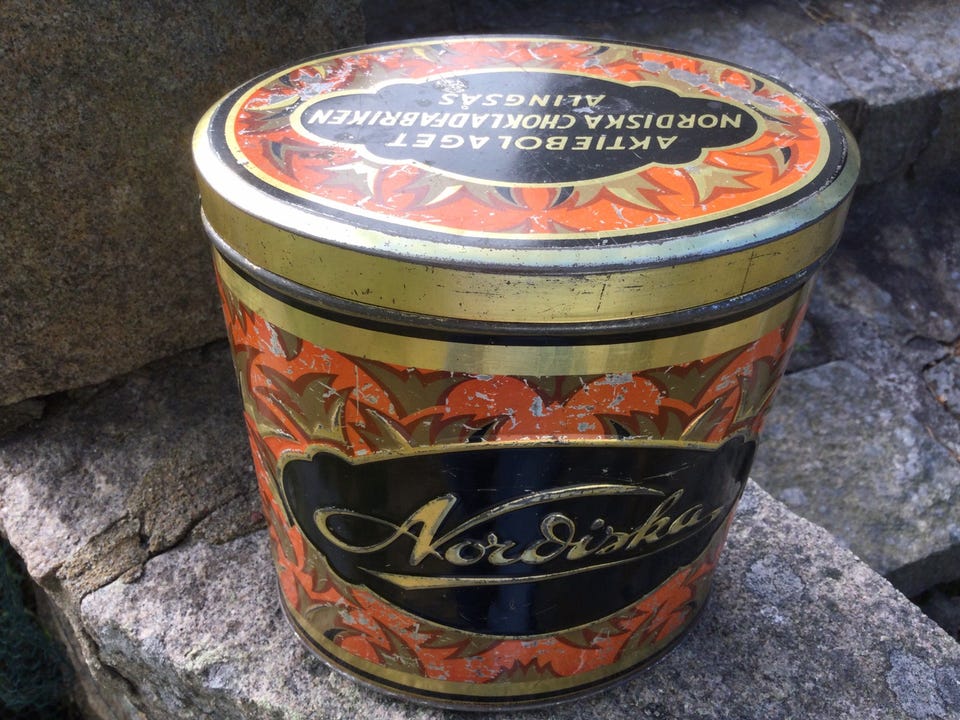 AKTIEBOLAGET
NORDISKA CHOKLADFABRIKEN
ALINGSÅS
Nordiska